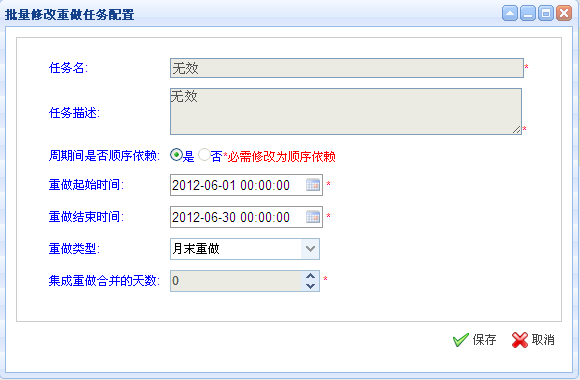 批量修改重做任务配置
任务名: 无效 *
任务描述: 无效 *
周期间是否顺序依赖: 是 否 *必需修改为顺序依赖
重做起始时间: 2012-06-01 00:00:00 *
重做结束时间: 2012-06-30 00:00:00 *
重做类型: 月末重做
集成重做合并的天数: 0 *
保存 取消